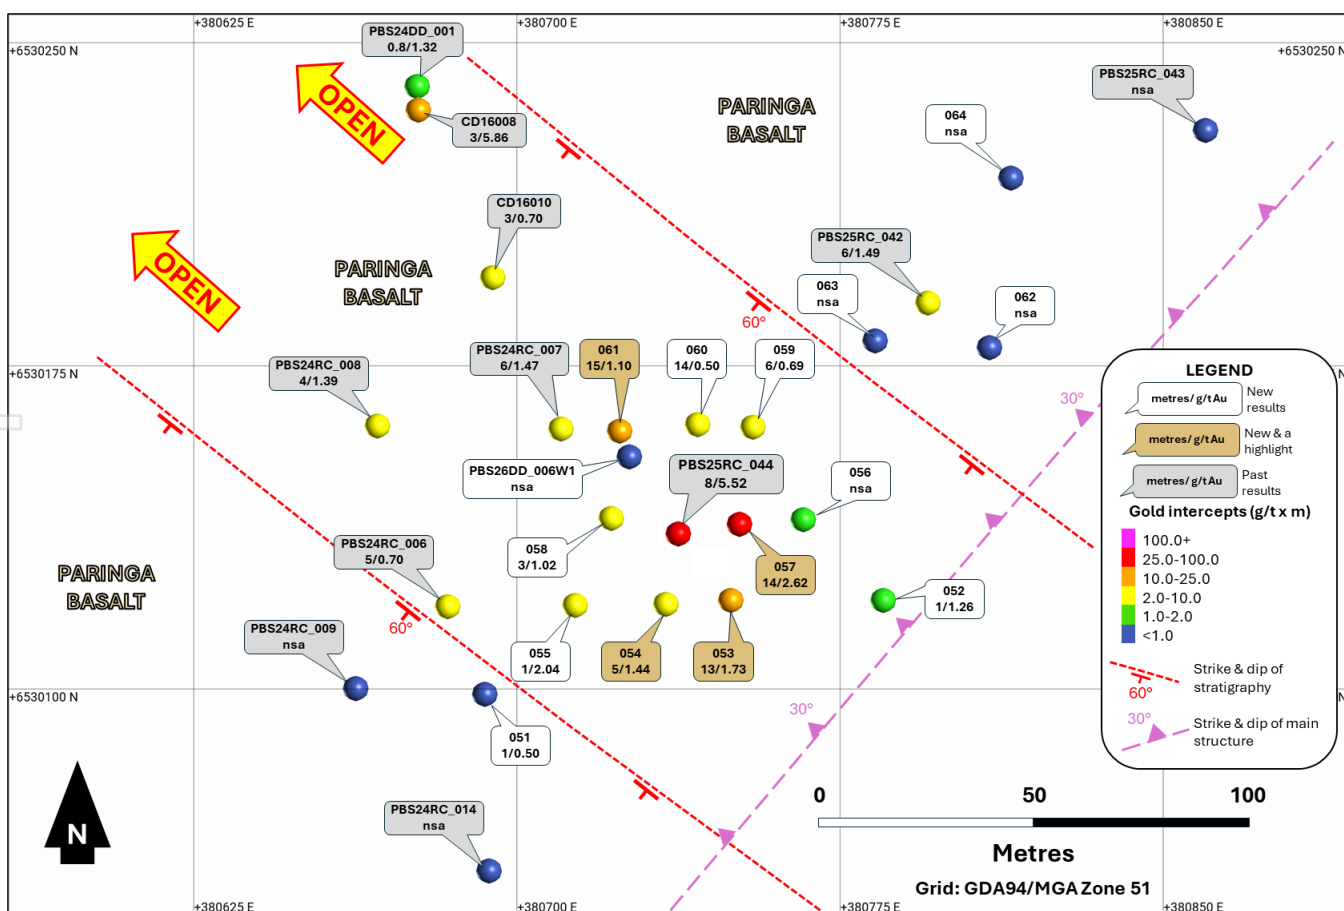 +380625 E
+380700 E
+380775 E
+380850 E
+6530250 N
+6530250 N
PBS24DD_001
0.8/1.32
CD16008
3/5.86
OPEN
PARINGA
BASALT
064
nsa
PBS25RC_043
nsa
CD16010
3/0.70
PBS25RC_042
6/1.49
OPEN
PARINGA
BASALT
063
nsa
062
nsa
60°
+6530175 N
N
PBS24RC_008
4/1.39
PBS24RC_007
6/1.47
061
15/1.10
060
14/0.50
059
6/0.69
30°
PBS26DD_006W1
nsa
PBS25RC_044
8/5.52
056
nsa
058
3/1.02
057
14/2.62
PBS24RC_006
5/0.70
PARINGA
BASALT
052
1/1.26
60°
PBS24RC_009
nsa
055
1/2.04
054
5/1.44
053
13/1.73
+6530100 N
N
051
1/0.50
30°
PBS24RC_014
nsa
LEGEND
metres/ g/t Au
New
results
metres/ g/t Au
New & a
highlight
metres/ g/t Au
Past
results
Gold intercepts (g/t x m)
100.0+
25.0-100.0
10.0-25.0
2.0-10.0
1.0-2.0
<1.0
60°
Strike & dip of
stratigraphy
30°
Strike & dip of main
structure
N
0 50 100
Metres
Grid: GDA94/MGA Zone 51
+380625 E
+380700 E
+380775 E
+380850 E